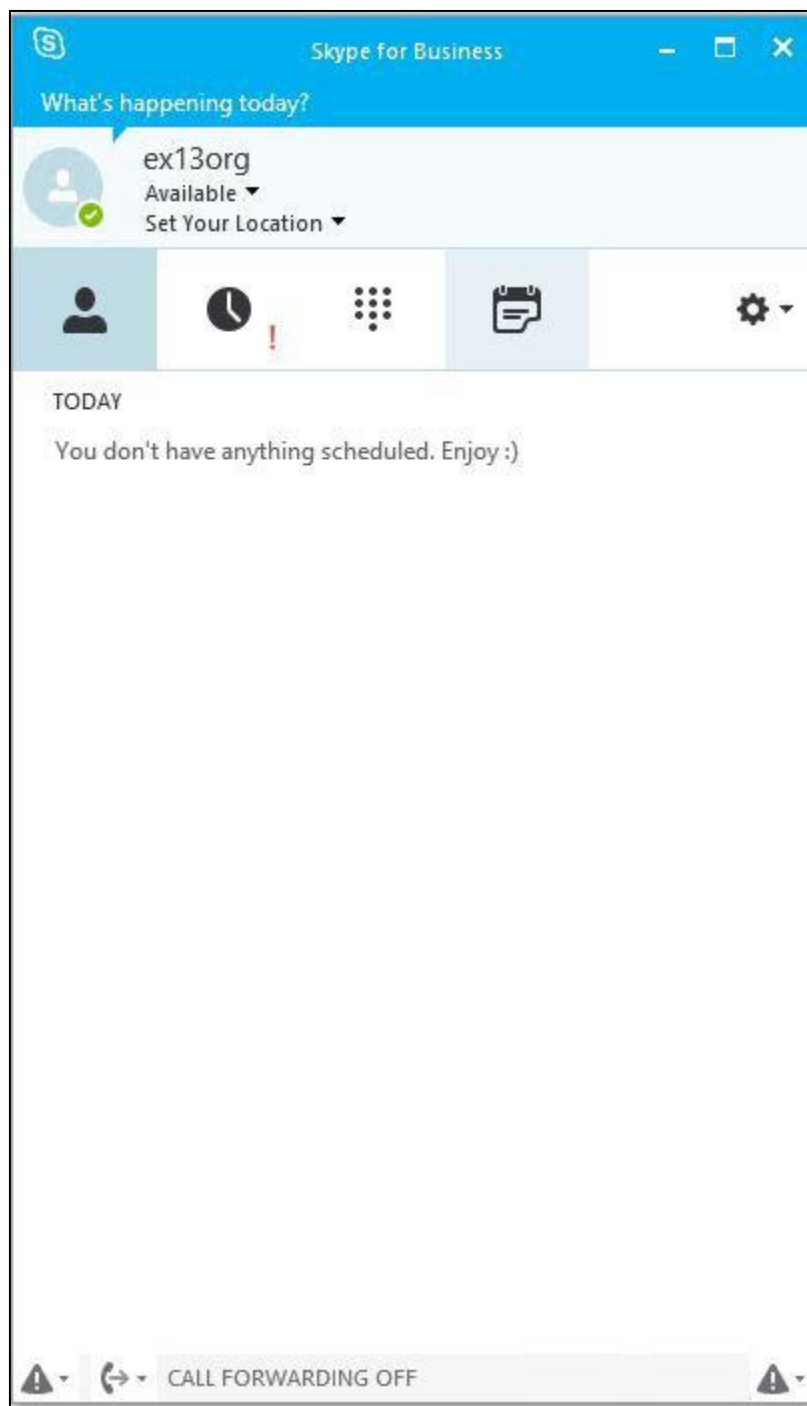 Skype for Business
What's happening today?
ex13org
Available
Set Your Location
!
TODAY
You don't have anything scheduled. Enjoy :)
CALL FORWARDING OFF